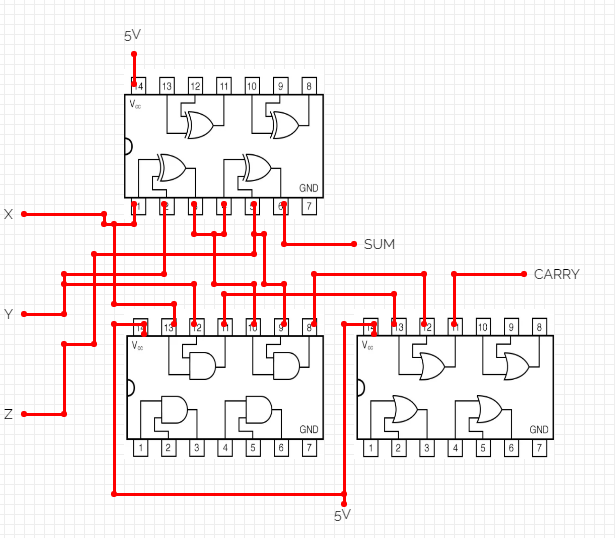 5V
14 13 12 11 10 9 8
Vcc
GND
1 2 3 4 5 6 7
X
SUM
CARRY
Y
14 13 12 11 10 9 8
14 13 12 11 10 9 8
Vcc
Vcc
Z
GND
GND
1 2 3 4 5 6 7
1 2 3 4 5 6 7
5V